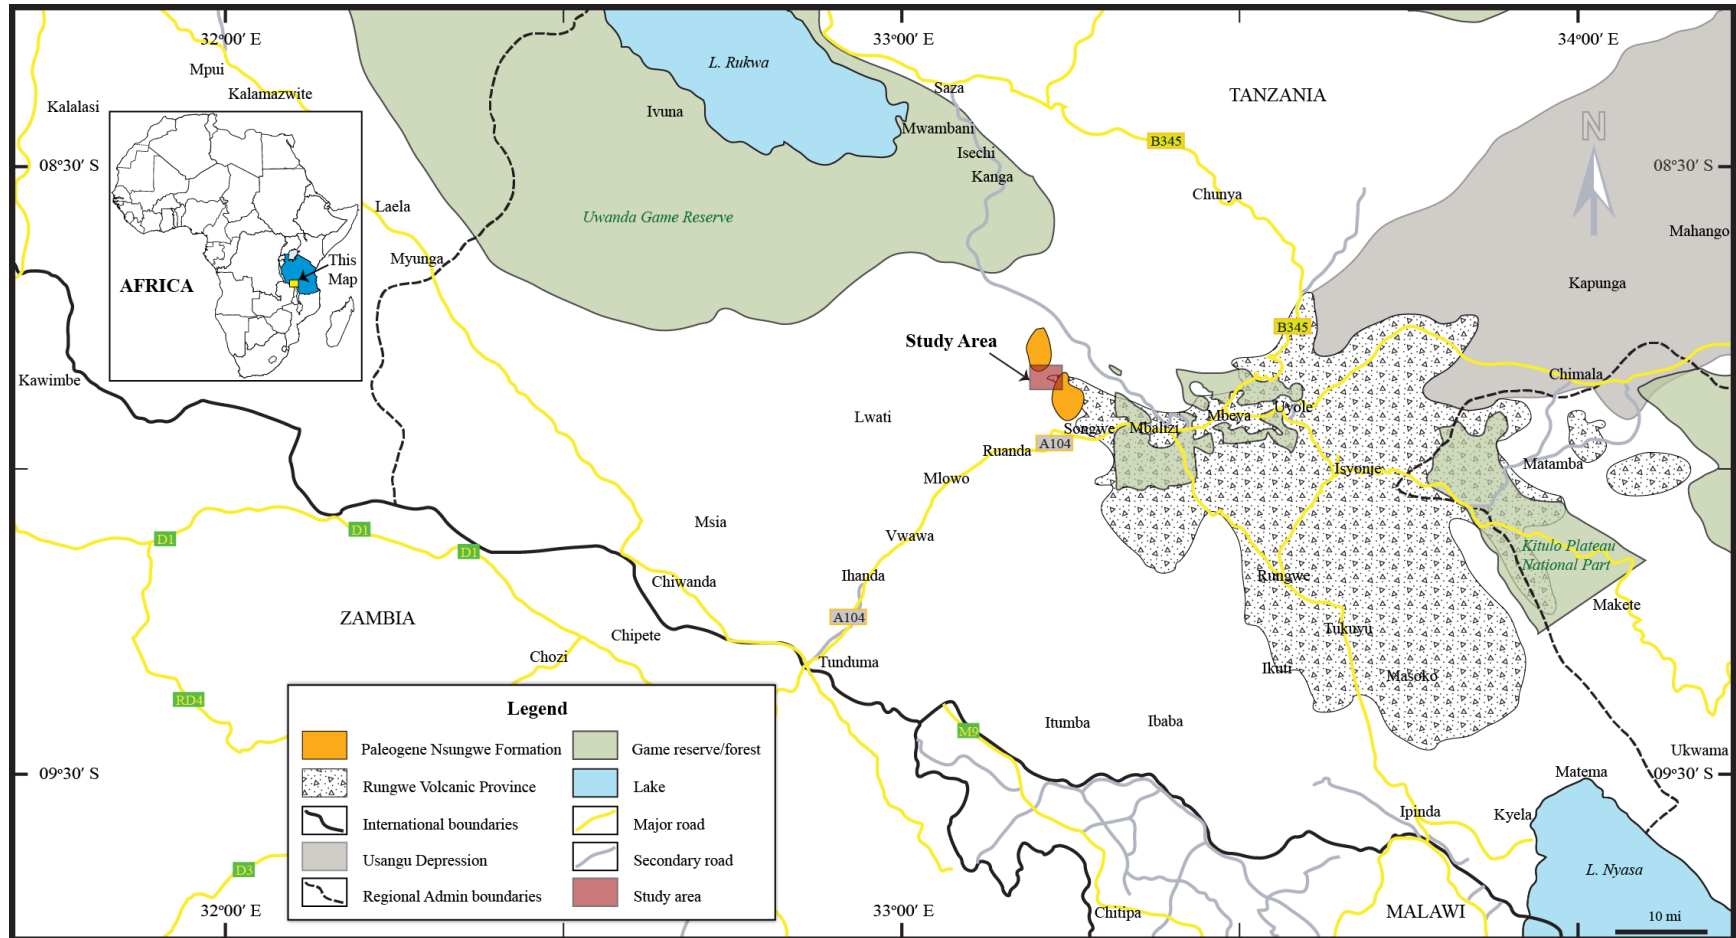 32°00′ E
33°00′ E
34°00′ E
Mpui
L. Rukwa
Kalamazwite
Kalalasi
Saza
TANZANIA
Ivuna
Mwambani
N
B345
Isechi
08°30′ S
08°30′ S
Kanga
Chunya
Laela
Uwanda Game Reserve
Mahango
Myunga
This
Map
AFRICA
Kapunga
B345
Study Area
Kawimbe
Chimala
Lwati
Mbeya
Uyole
Songwe
Mbalizi
A104
Ruanda
Isyonje
Matamba
Mlowo
Msia
D1
D1
D1
Vwawa
Kitulo Plateau
National Part
Chiwanda
Ihanda
Rungwe
Makete
A104
ZAMBIA
Chipete
Tukuyu
Chozi
Tunduma
Ikuti
Masoko
RD4
Itumba
Ibaba
M9
Ukwama
Matema
09°30′ S
09°30′ S
Ipinda
Kyela
D3
L. Nyasa
32°00′ E
33°00′ E
Chitipa
MALAWI
10 mi
Legend
Paleogene Nsungwe Formation
Game reserve/forest
Rungwe Volcanic Province
Lake
International boundaries
Major road
Usangu Depression
Secondary road
Regional Admin boundaries
Study area